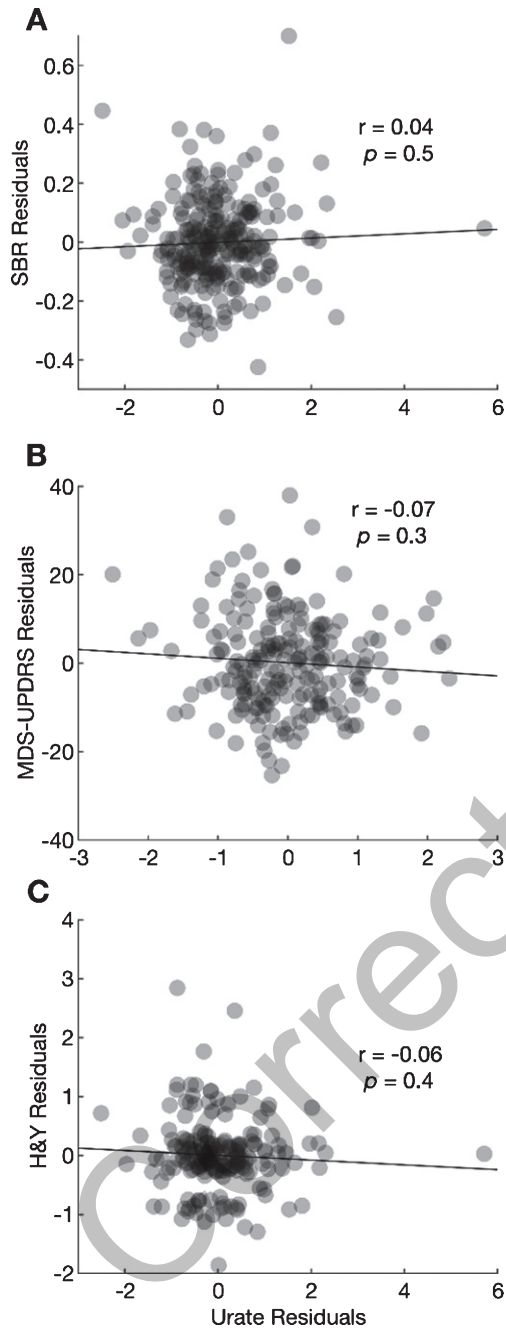 A
SBR Residuals
0.6
0.4
0.2
0
-0.2
-0.4
r = 0.04
p = 0.5
-2 0 2 4 6
B
MDS-UPDRS Residuals
40
20
0
-20
-40
r = -0.07
p = 0.3
-3 -2 -1 0 1 2 3
C
H&Y Residuals
4
3
2
1
0
-1
-2
r = -0.06
p = 0.4
-2 0 2 4 6
Urate Residuals
Correct